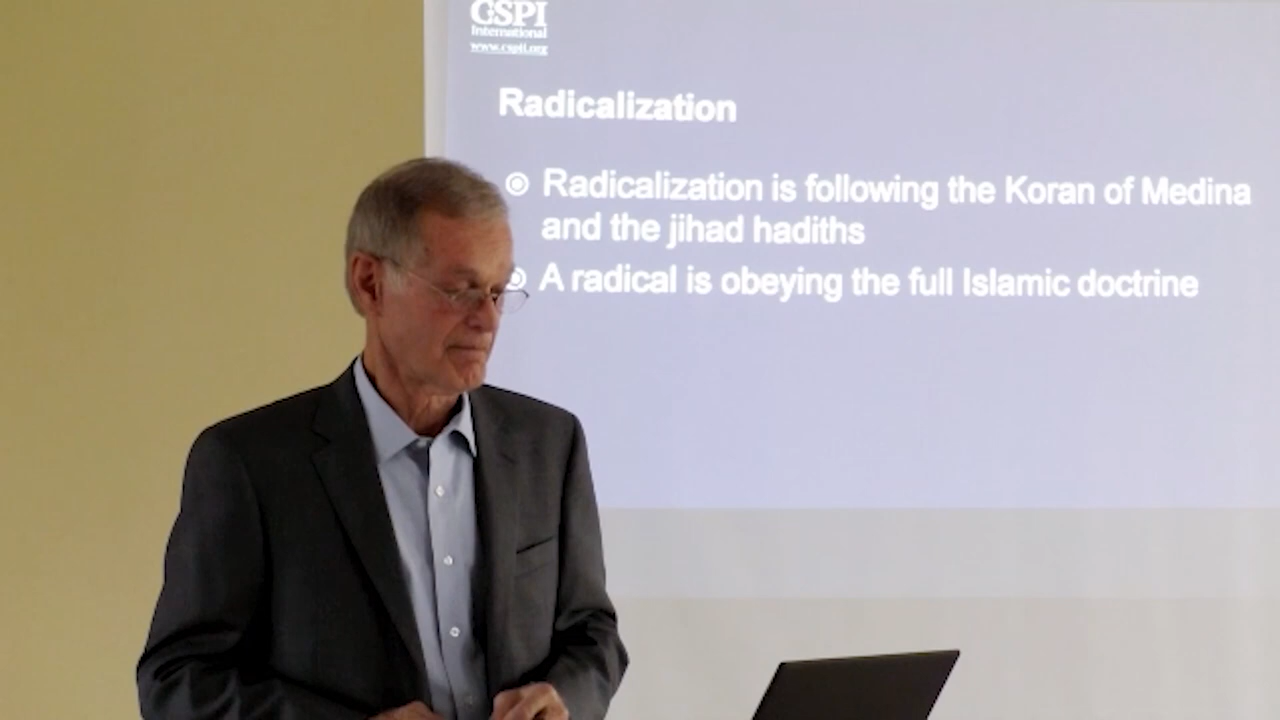 CSPI
International
www.cspii.org
Radicalization
Radicalization is following the Koran of Medina
and the jihad hadiths
A radical is obeying the full Islamic doctrine